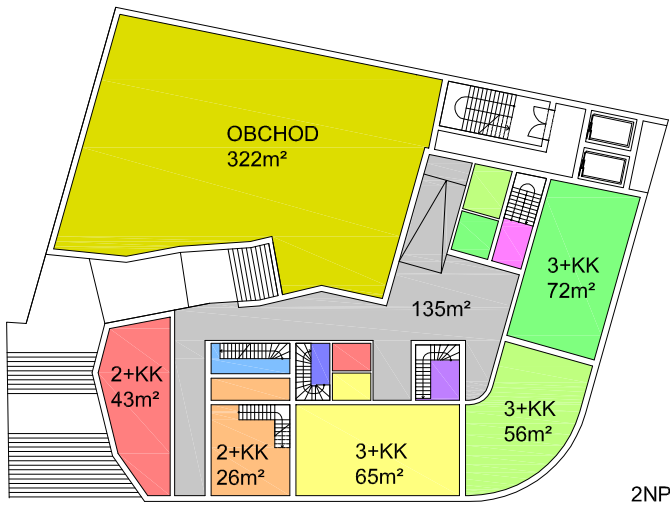 OBCHOD
322m²
3+KK
72m²
135m²
2+KK
43m²
3+KK
56m²
2+KK
26m²
3+KK
65m²
2NP